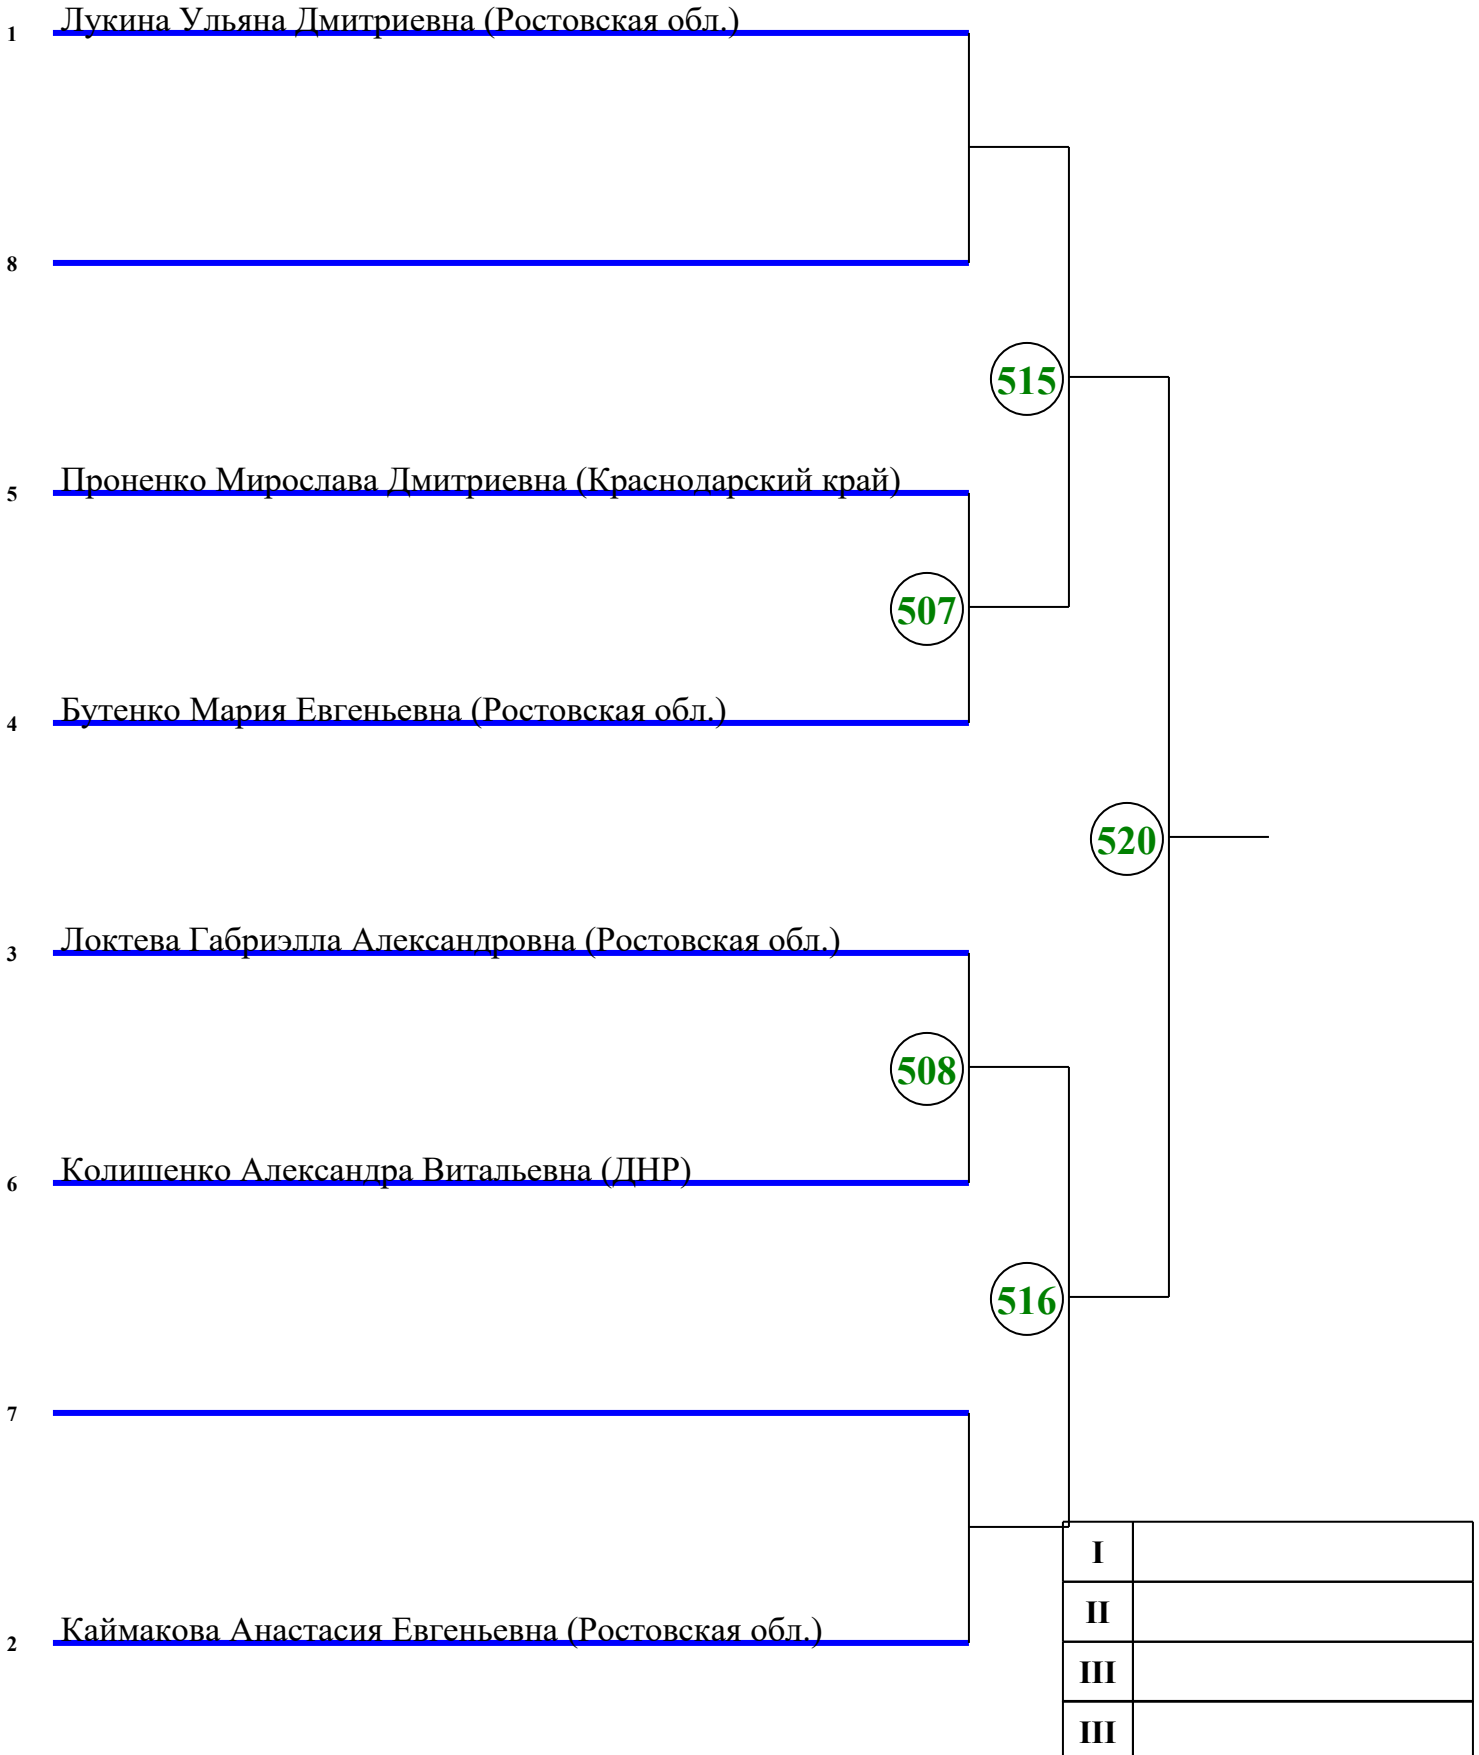 1 Лукина Ульяна Дмитриевна (Ростовская обл.)
8
515
5 Проненко Мирослава Дмитриевна (Краснодарский край)
507
4 Бутенко Мария Евгеньевна (Ростовская обл.)
520
3 Локтева Габриэлла Александровна (Ростовская обл.)
508
6 Колишенко Александра Витальевна (ДНР)
516
7
I
II
2 Каймакова Анастасия Евгеньевна (Ростовская обл.)
III
III